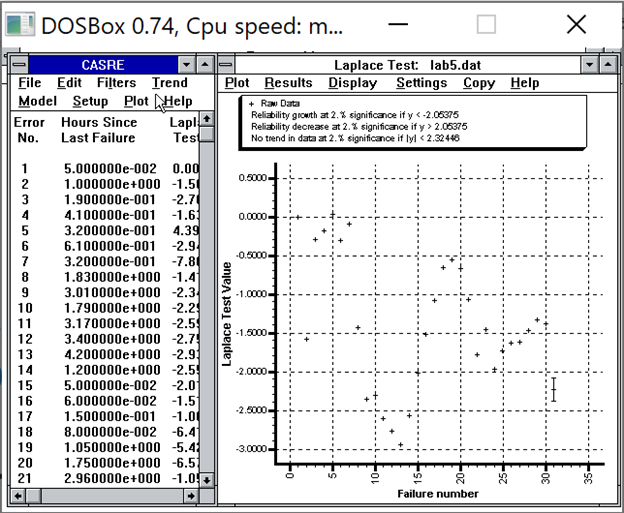 DOSBox 0.74, Cpu speed: m...
CASRE
File Edit Filters Trend
Model Setup Plot Help
Error Hours Since Lapl
No. Last Failure Test
1 5.000000e-002 0.00
2 1.000000e+000 -1.5
3 1.900000e-001 -2.7
4 4.100000e-001 -1.6
5 3.200000e-001 4.39
6 6.100000e-001 -2.9
7 3.200000e-001 -7.8
8 1.830000e+000 -1.4
9 3.010000e+000 -2.3
10 1.790000e+000 -2.2
11 3.170000e+000 -2.5
12 3.400000e+000 -2.7
13 4.200000e+000 -2.9
14 1.200000e+000 -2.5
15 5.000000e-002 -2.0
16 6.000000e-002 -1.5
17 1.500000e-001 -1.0
18 8.000000e-002 -6.4
19 1.050000e+000 -5.4
20 1.750000e+000 -6.5
21 2.960000e+000 -1.0
Laplace Test: lab5.dat
Plot Results Display Settings Copy Help
+ Raw Data
Reliability growth at 2.% significance if y < -2.05375
Reliability decrease at 2.% significance if y > 2.05375
No trend in data at 2.% significance if |y| < 2.32446
Laplace Test Value
0.5000
0.0000
-0.5000
-1.0000
-1.5000
-2.0000
-2.5000
-3.0000
0 5 10 15 20 25 30 35
Failure number